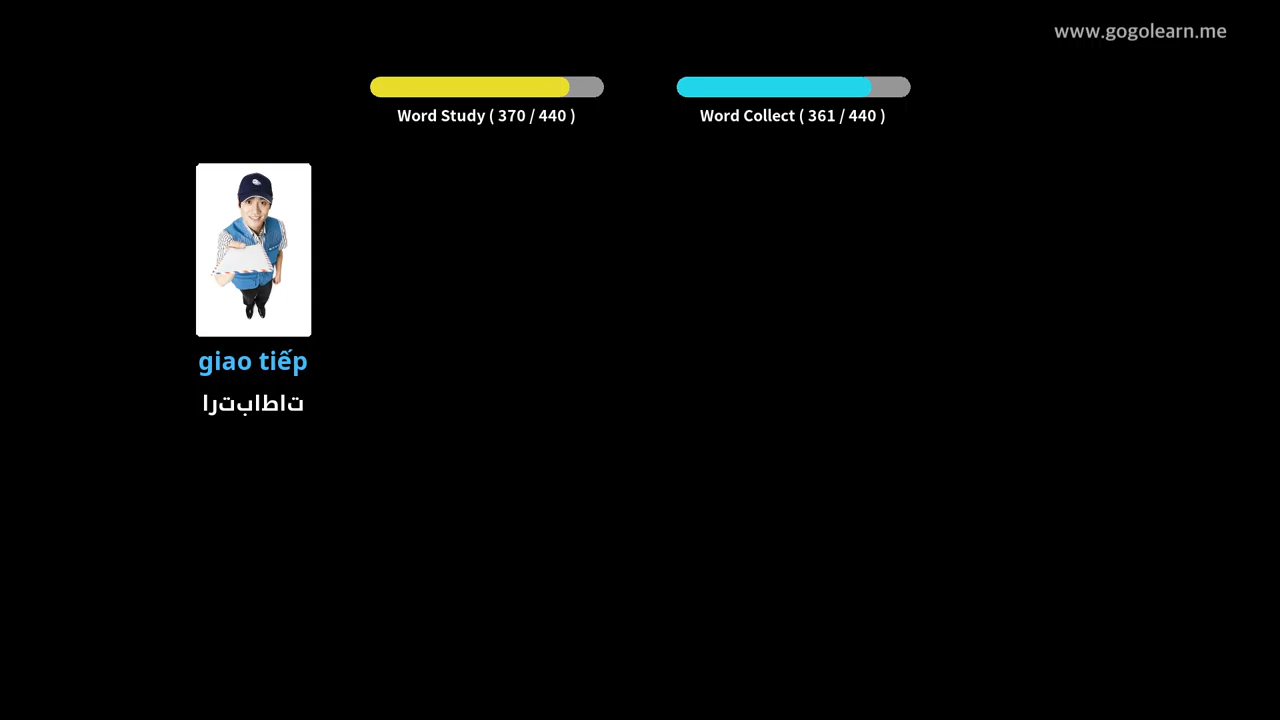 www.gogolearn.me
Word Study ( 370 / 440 )
Word Collect ( 361 / 440 )
giao tiếp
تاطابترا